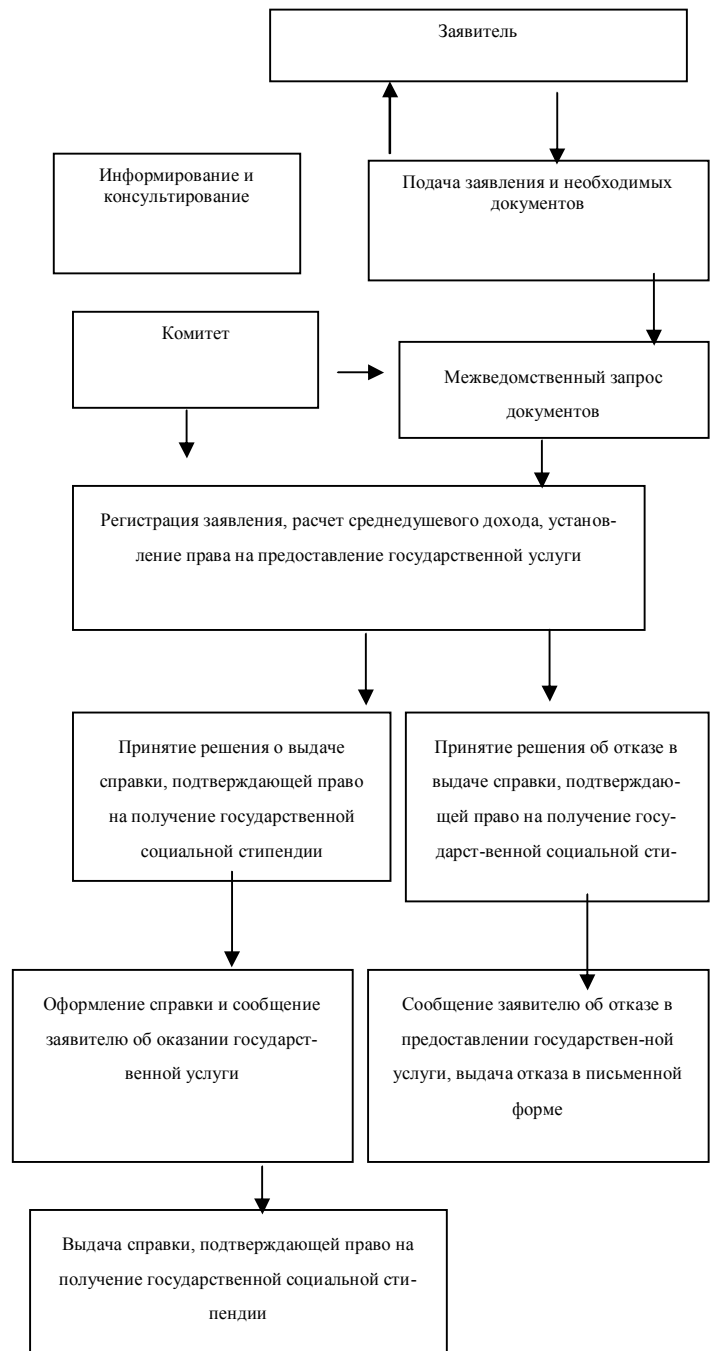 Заявитель
Информирование и
консультирование
Подача заявления и необходимых
документов
Комитет
Межведомственный запрос
документов
Регистрация заявления, расчет среднедушевого дохода, установ-
ление права на предоставление государственной услуги
Принятие решения о выдаче
справки, подтверждающей право
на получение государственной
социальной стипендии
Принятие решения об отказе в
выдаче справки, подтверждаю-
щей право на получение госу-
дарст-венной социальной сти-
Оформление справки и сообщение
заявителю об оказании государст-
венной услуги
Сообщение заявителю об отказе в
предоставлении государствен-ной
услуги, выдача отказа в письменной
форме
Выдача справки, подтверждающей право на
получение государственной социальной сти-
пендии